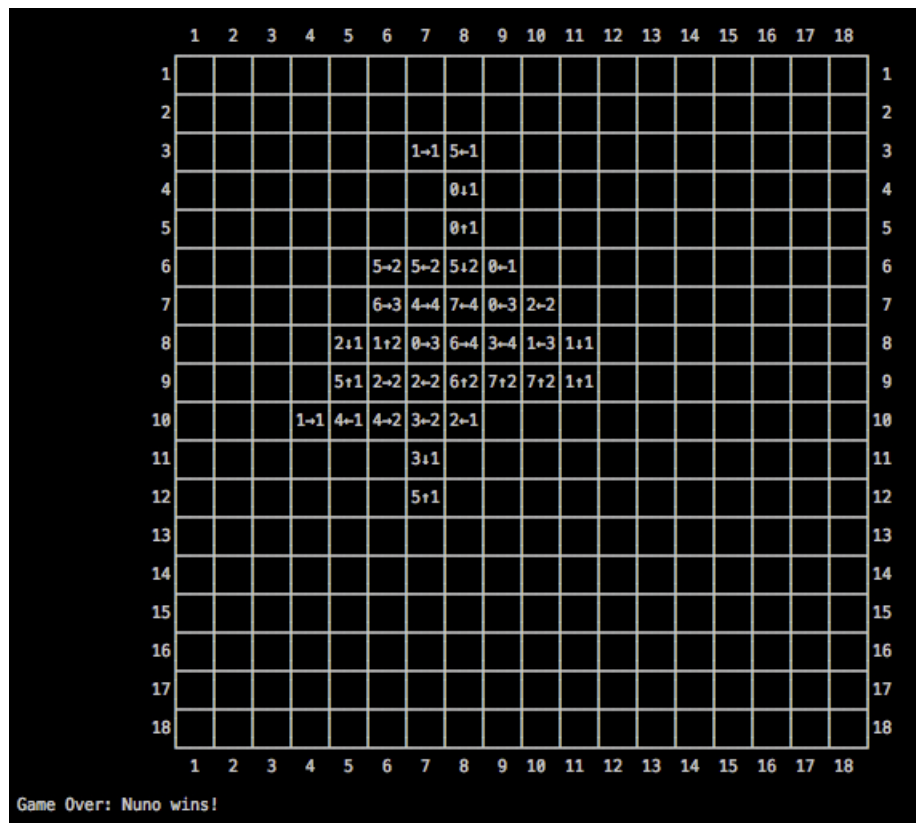 1 2 3 4 5 6 7 8 9 10 11 12 13 14 15 16 17 18
1 1
2 2
3 1→1 5←1 3
4 0↓1 4
5 0↑1 5
6 5→2 5←2 5↓2 0←1 6
7 6→3 4→4 7←4 0←3 2←2 7
8 2↓1 1↑2 0→3 6→4 3←4 1←3 1↓1 8
9 5↑1 2→2 2←2 6↑2 7↑2 7↑2 1↑1 9
10 1→1 4←1 4→2 3←2 2←1 10
11 3↓1 11
12 5↑1 12
13 13
14 14
15 15
16 16
17 17
18 18
1 2 3 4 5 6 7 8 9 10 11 12 13 14 15 16 17 18
Game Over: Nuno wins!